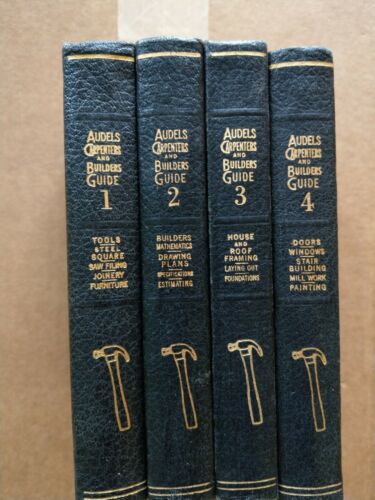 AUDELS
CARPENTERS
AND
BUILDERS
GUIDE
1
TOOLS
STEEL
SQUARE
SAW FILING
JOINERY
FURNITURE
AUDELS
CARPENTERS
AND
BUILDERS
GUIDE
2
BUILDERS
MATHEMATICS
DRAWING
PLANS
SPECIFICATIONS
ESTIMATING
AUDELS
CARPENTERS
AND
BUILDERS
GUIDE
3
HOUSE
AND
ROOF
FRAMING
LAYING OUT
FOUNDATIONS
AUDELS
CARPENTERS
AND
BUILDERS
GUIDE
4
DOORS
WINDOWS
STAIR
BUILDING
MILL WORK
PAINTING